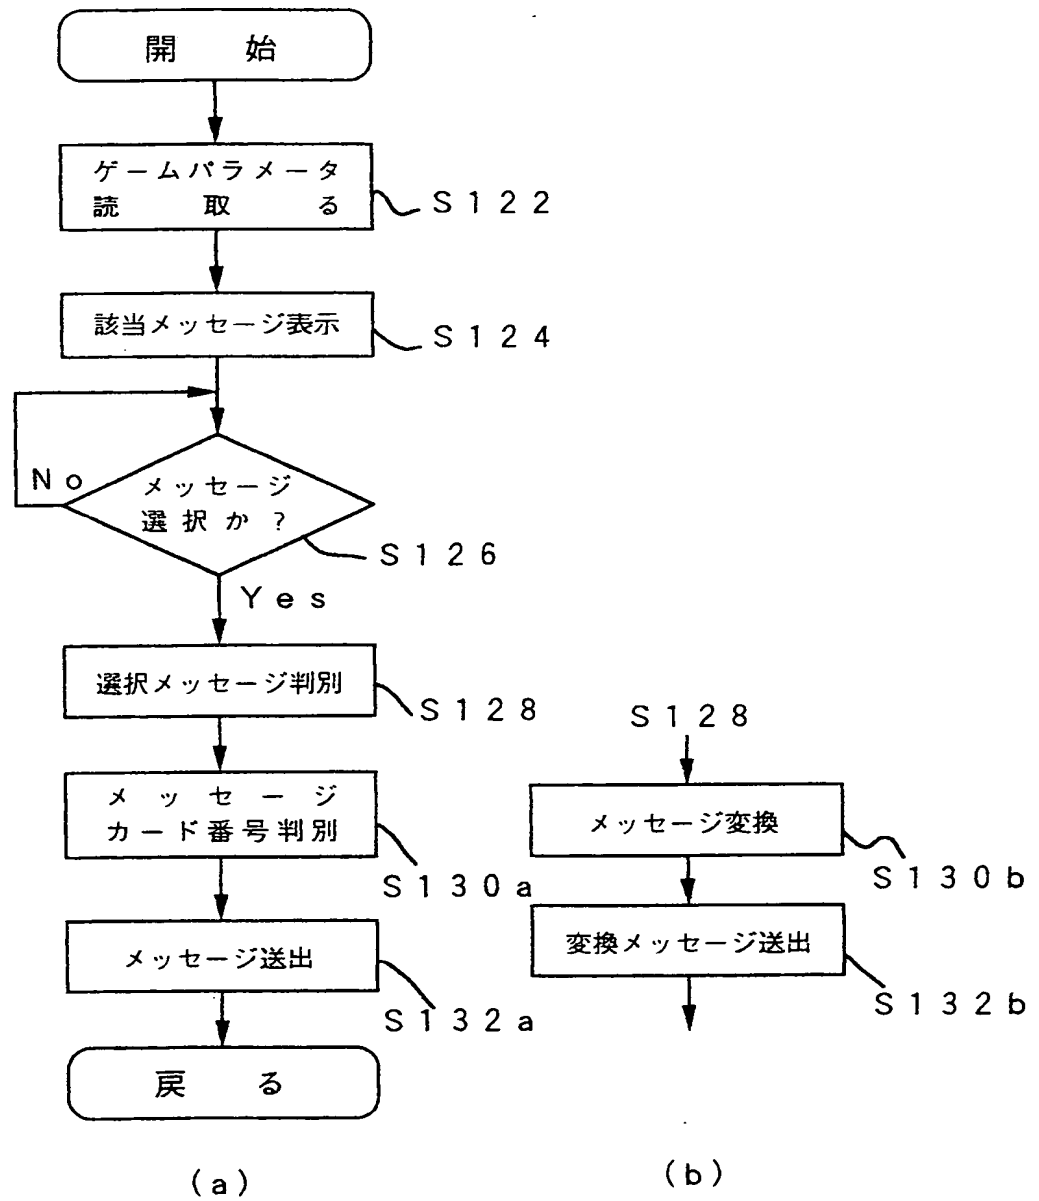 開始
ゲームパラメータ
読取る
S122
該当メッセージ表示
S124
No
メッセージ
選択か?
S126
Yes
選択メッセージ判別
S128
メッセージ
カード番号判別
S130a
メッセージ送出
S132a
戻る
(a)
S128
メッセージ変換
S130b
変換メッセージ送出
S132b
(b)